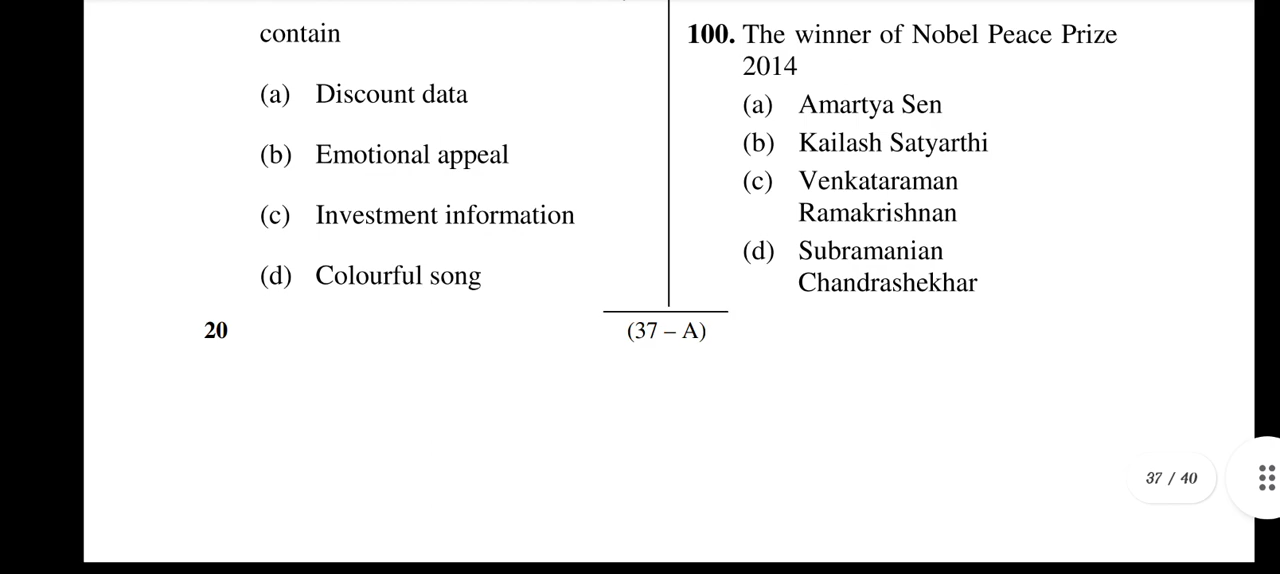 contain
(a) Discount data
(b) Emotional appeal
(c) Investment information
(d) Colourful song
100. The winner of Nobel Peace Prize
2014
(a) Amartya Sen
(b) Kailash Satyarthi
(c) Venkataraman
Ramakrishnan
(d) Subramanian
Chandrashekhar
20
(37 – A)
37 / 40